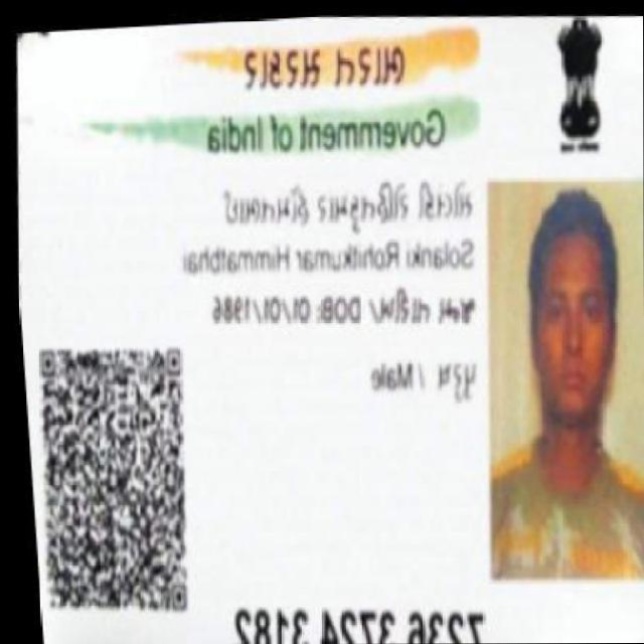 ભારત સરકાર
Government of India
સોલંકી રોહિતકુમાર હિંમતભાઈ
Solanki Rohitkumar Himmatbhai
જન્મ તારીખ/ DOB: 01/01/1986
પુરુષ / Male
7236 3724 3182